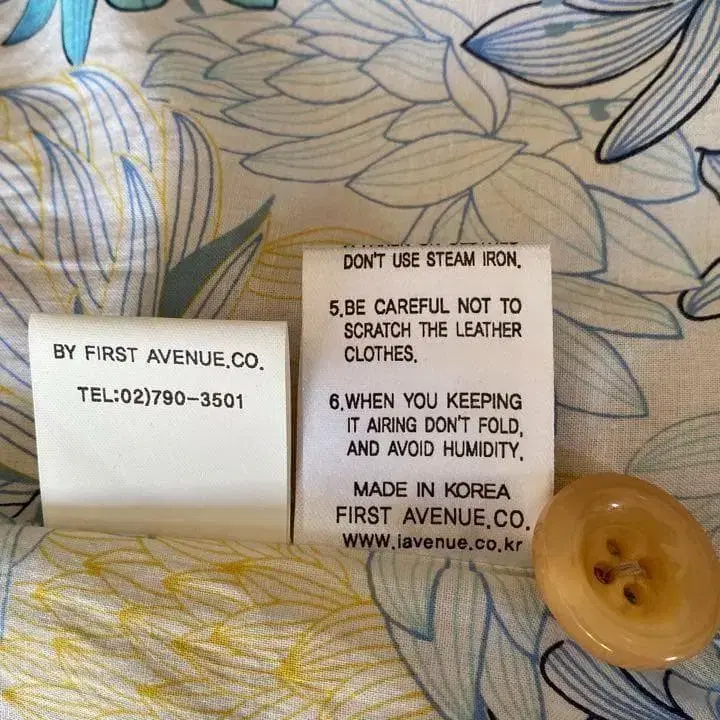 BY FIRST AVENUE.CO.
TEL:02)790-3501
DON'T USE STEAM IRON.
5.BE CAREFUL NOT TO
SCRATCH THE LEATHER
CLOTHES.
6.WHEN YOU KEEPING
IT AIRING DON'T FOLD,
AND AVOID HUMIDITY.
MADE IN KOREA
FIRST AVENUE.CO.
WWW.iavenue.co.kr